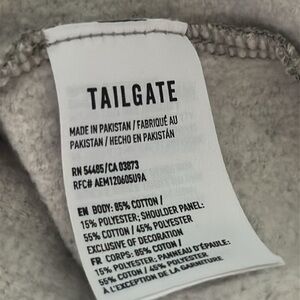 TAILGATE
MADE IN PAKISTAN / FABRIQUÉ AU
PAKISTAN / HECHO EN PAKISTÁN
RN 54485/CA 03873
RFC# AEM120605U9A
EN BODY: 85% COTTON /
15% POLYESTER; SHOULDER PANEL:
55% COTTON / 45% POLYESTER
EXCLUSIVE OF DECORATION
FR CORPS: 85% COTON /
15% POLYESTER; PANNEAU D'ÉPAULE:
55% COTON / 45% POLYESTER
À L'EXCEPTION DE LA GARNITURE